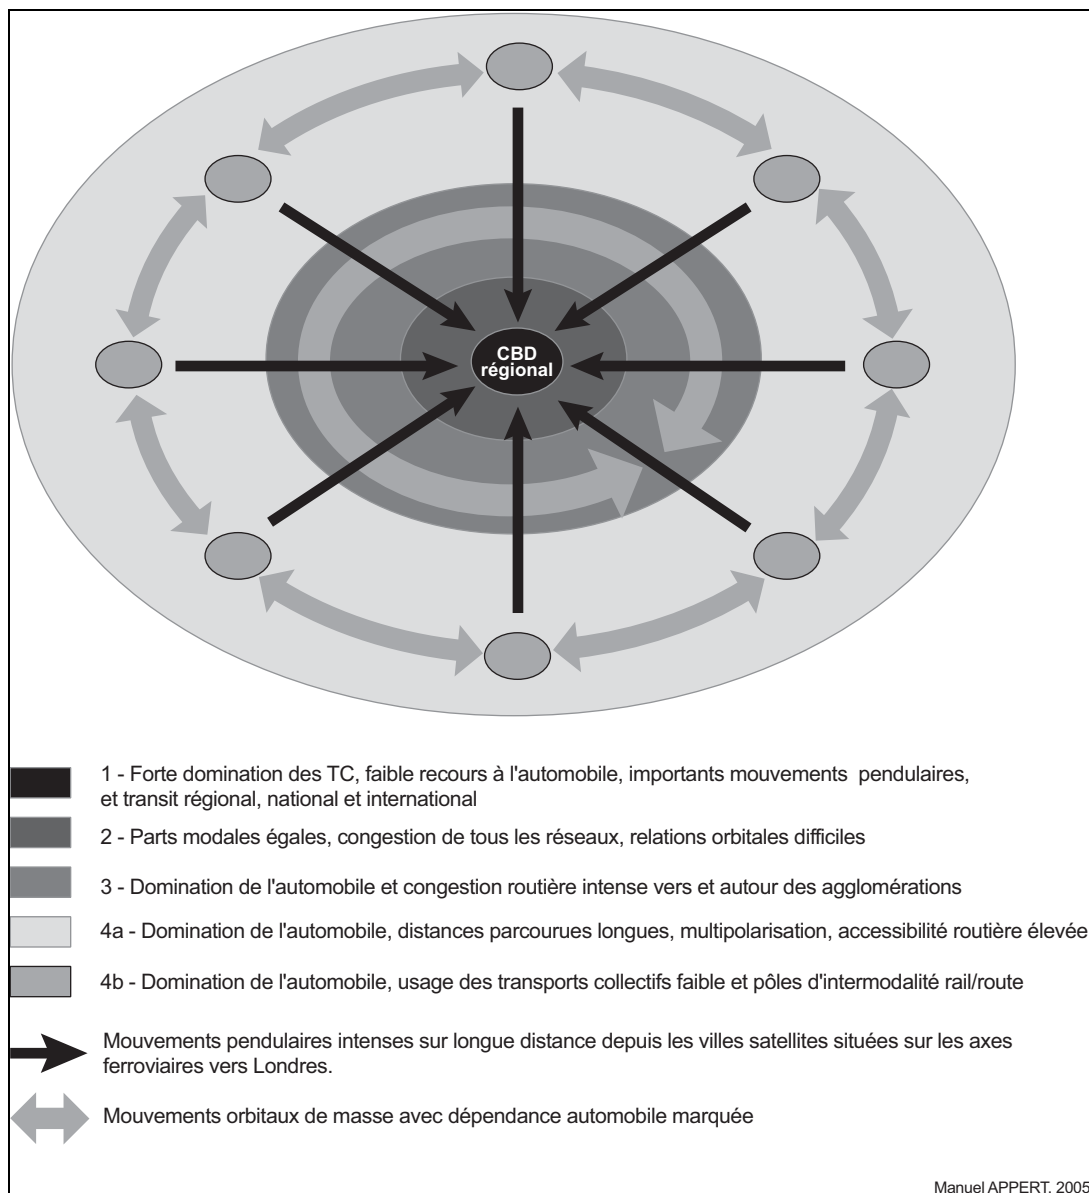 CBD
régional
1 - Forte domination des TC, faible recours à l'automobile, importants mouvements  pendulaires,
et transit régional, national et international
2 - Parts modales égales, congestion de tous les réseaux, relations orbitales difficiles
3 - Domination de l'automobile et congestion routière intense vers et autour des agglomérations
4a - Domination de l'automobile, distances parcourues longues, multipolarisation, accessibilité routière élevée
4b - Domination de l'automobile, usage des transports collectifs faible et pôles d'intermodalité rail/route
Mouvements pendulaires intenses sur longue distance depuis les villes satellites situées sur les axes
ferroviaires vers Londres.
Mouvements orbitaux de masse avec dépendance automobile marquée
Manuel APPERT, 2005